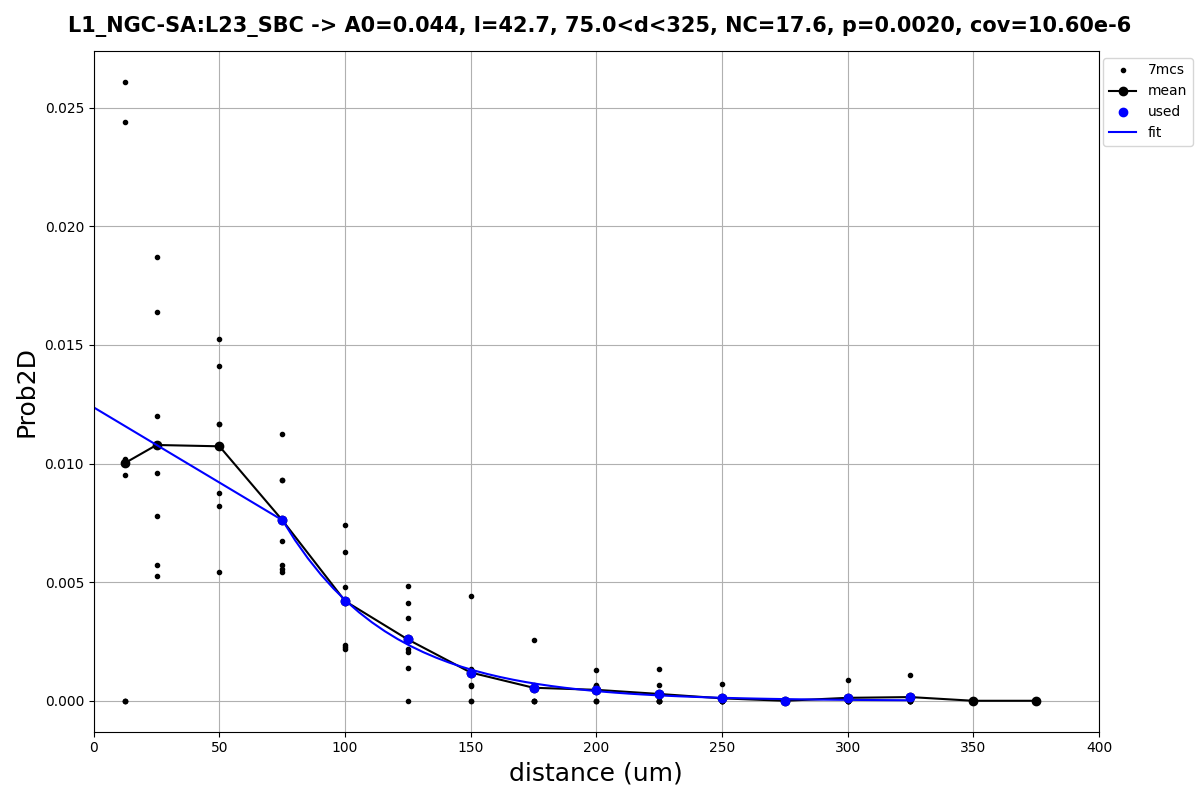 L1_NGC-SA:L23_SBC -> A0=0.044, l=42.7, 75.0<d<325, NC=17.6, p=0.0020, cov=10.60e-6
7mcs
mean
used
fit
Prob2D
0.025
0.020
0.015
0.010
0.005
0.000
0 50 100 150 200 250 300 350 400
distance (um)